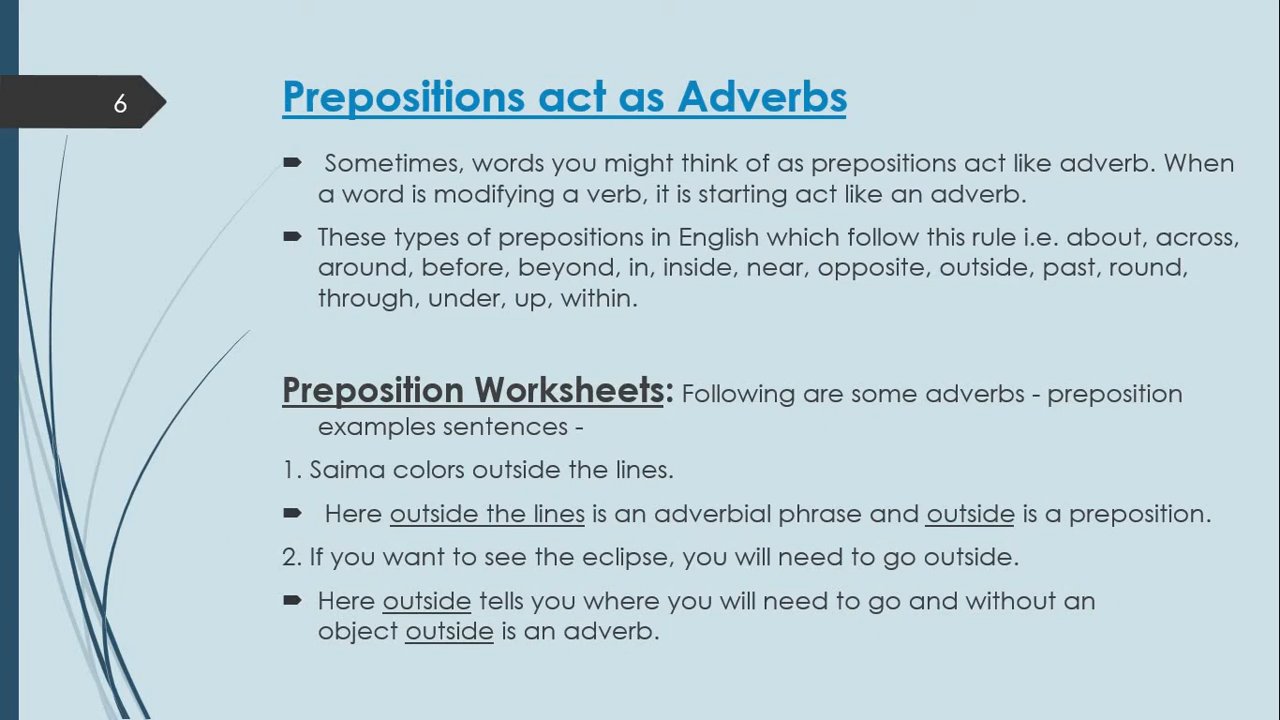 6
Prepositions act as Adverbs
Sometimes, words you might think of as prepositions act like adverb. When
a word is modifying a verb, it is starting act like an adverb.
These types of prepositions in English which follow this rule i.e. about, across,
around, before, beyond, in, inside, near, opposite, outside, past, round,
through, under, up, within.
Preposition Worksheets: Following are some adverbs - preposition
examples sentences -
1. Saima colors outside the lines.
Here outside the lines is an adverbial phrase and outside is a preposition.
2. If you want to see the eclipse, you will need to go outside.
Here outside tells you where you will need to go and without an
object outside is an adverb.